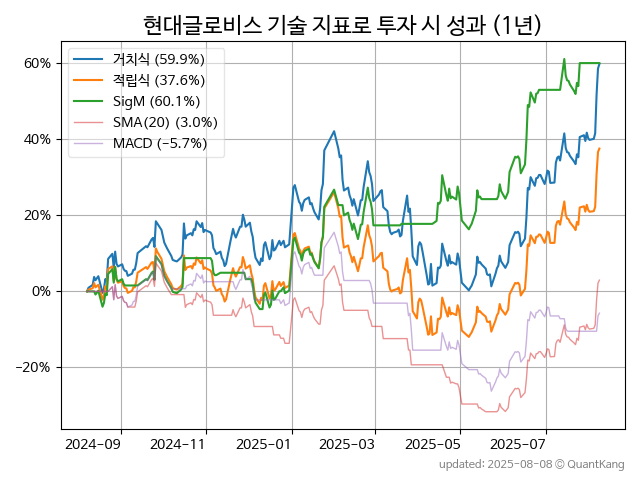 현대글로비스 기술 지표로 투자 시 성과 (1년)
거치식 (59.9%)
적립식 (37.6%)
SigM (60.1%)
SMA(20) (3.0%)
MACD (−5.7%)
60%
40%
20%
0%
−20%
2024-09
2024-11
2025-01
2025-03
2025-05
2025-07
updated: 2025-08-08 © QuantKang